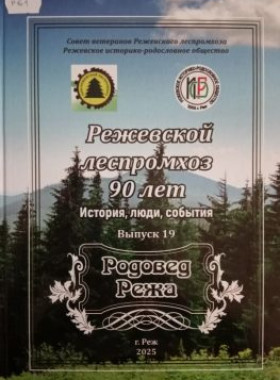 Совет ветеранов Режевского леспромхоза
Режевское историко-родословное общество
Режевской
леспромхоз
90 лет
История, люди, события
Выпуск 19
Родовед
Режа
г. Реж
2025